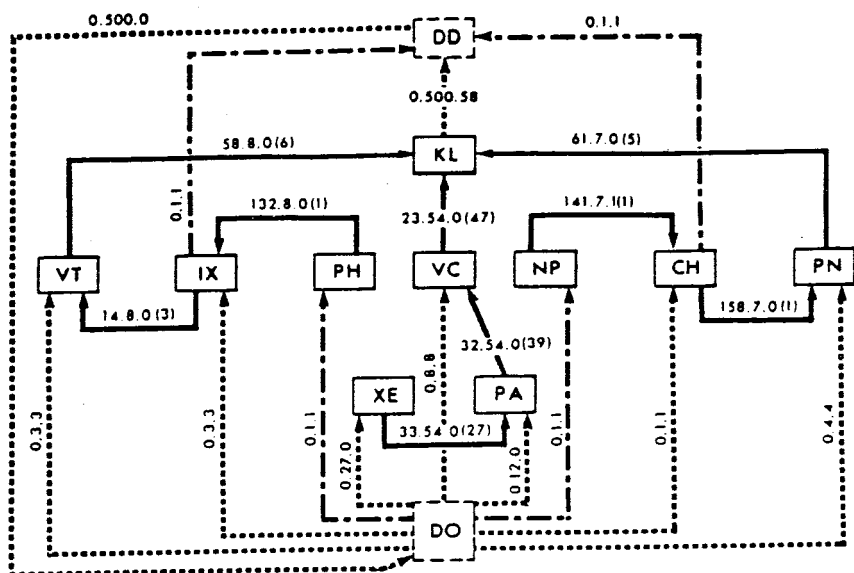 0.500.0
DD
0.1.1
0.500.58
58.8.0(6)
KL
61.7.0(5)
0.1.1
132.8.0(1)
23.54.0(47)
141.7.1(1)
VT
IX
PH
VC
NP
CH
PN
14.8.0(3)
158.7.0(1)
32.54.0(39)
0.8.8
XE
PA
33.54.0(27)
0.3.3
0.3.3
0.1.1
0.27.0
0.12.0
0.1.1
0.1.1
0.4.4
DO